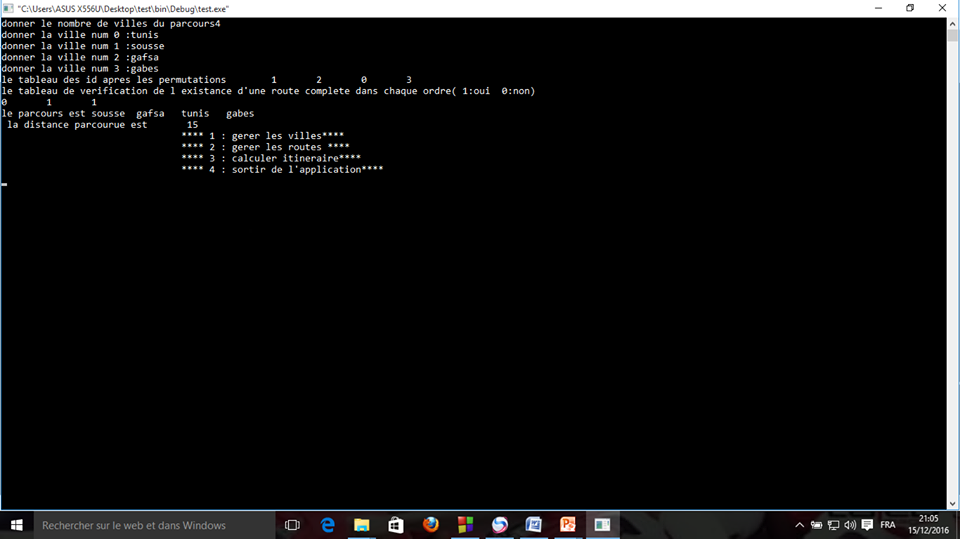 "C:\Users\ASUS X556U\Desktop\test\bin\Debug\test.exe"
donner le nombre de villes du parcours4
donner la ville num 0 :tunis
donner la ville num 1 :sousse
donner la ville num 2 :gafsa
donner la ville num 3 :gabes
le tableau des id apres les permutations 1 2 0 3
le tableau de verification de l existance d'une route complete dans chaque ordre( 1:oui 0:non)
0 1 1
le parcours est sousse gafsa tunis gabes
la distance parcourue est 15
**** 1 : gerer les villes****
**** 2 : gerer les routes ****
**** 3 : calculer itineraire****
**** 4 : sortir de l'application****
Rechercher sur le web et dans Windows
FRA
21:05
15/12/2016